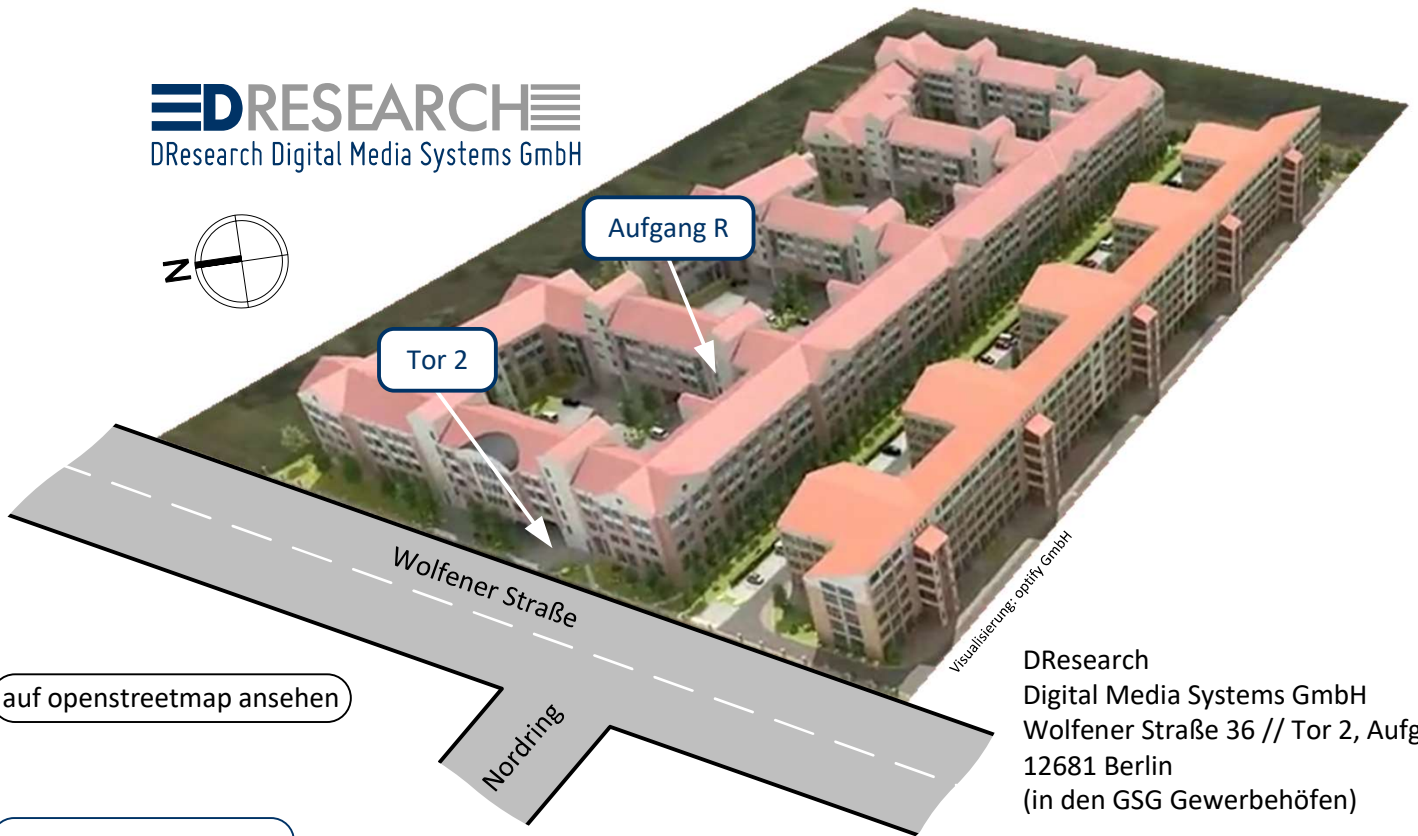 DRESEARCH
DResearch Digital Media Systems GmbH
N
Aufgang R
Tor 2
Wolfener Straße
Nordring
Visualisierung: optify GmbH
auf openstreetmap ansehen
DResearch
Digital Media Systems GmbH
Wolfener Straße 36 // Tor 2, Aufg
12681 Berlin
(in den GSG Gewerbehöfen)